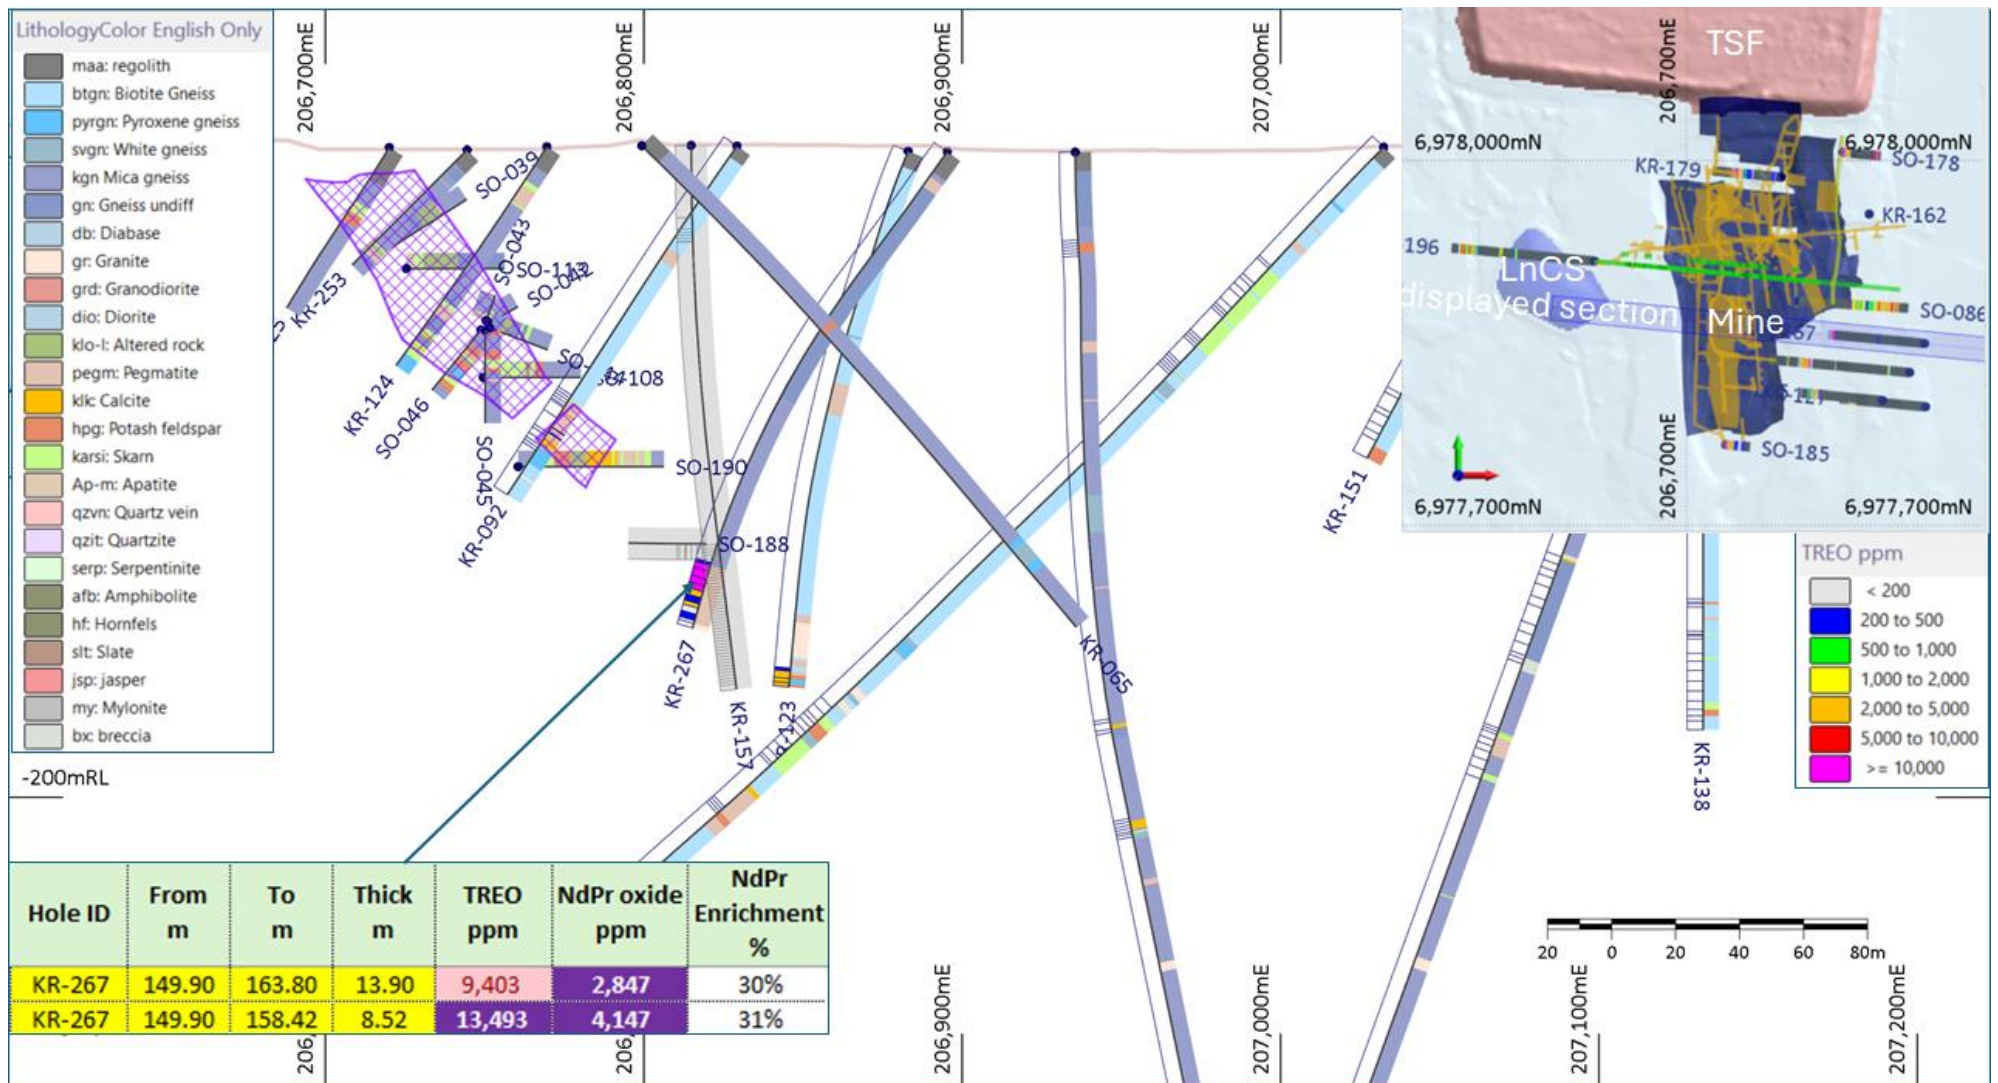 LithologyColor English Only
maa: regolith
btgn: Biotite Gneiss
pyrgn: Pyroxene gneiss
svgn: White gneiss
kgn Mica gneiss
gn: Gneiss undiff
db: Diabase
gr: Granite
grd: Granodiorite
dio: Diorite
klo-l: Altered rock
pegm: Pegmatite
klk: Calcite
hpg: Potash feldspar
karsi: Skarn
Ap-m: Apatite
qzvn: Quartz vein
qzit: Quartzite
serp: Serpentinite
afb: Amphibolite
hf: Hornfels
slt: Slate
jsp: jasper
my: Mylonite
bx: breccia
-200mRL
206,700mE
206,800mE
206,900mE
207,000mE
KR-253
SO-039
SO-043
SO-113
SO-042
KR-124
SO-046
SO-045
108
KR-092
SO-190
SO-188
KR-267
KR-157
123
KR-065
KR-151
KR-138
TSF
206,700mE
6,978,000mN
6,978,000mN
SO-178
KR-179
KR-162
196
LnCS
displayed section
Mine
SO-086
SO-185
206,700mE
6,977,700mN
6,977,700mN
TREO ppm
< 200
200 to 500
500 to 1,000
1,000 to 2,000
2,000 to 5,000
5,000 to 10,000
>= 10,000
Hole ID From m To m Thick m TREO ppm NdPr oxide ppm NdPr Enrichment %
KR-267 149.90 163.80 13.90 9,403 2,847 30%
KR-267 149.90 158.42 8.52 13,493 4,147 31%
20 0 20 40 60 80m
206,
206,
206,900mE
207,000mE
207,100mE
207,200mE